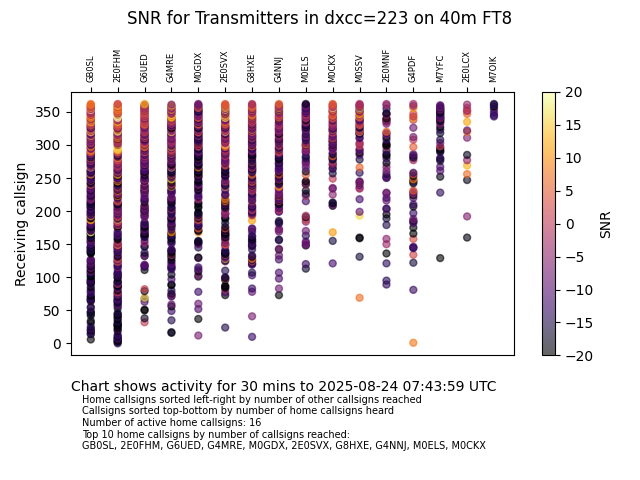 SNR for Transmitters in dxcc=223 on 40m FT8
GB0SL 2E0FHM G6UED G4MRE M0GDX 2E0SVX G8HXE G4NNJ M0ELS M0CKX M0SSV 2E0MNF G4PDF M7YFC 2E0LCX M7OIK
Receiving callsign
350
300
250
200
150
100
50
0
20
15
10
5
0
−5
−10
−15
−20
SNR
Chart shows activity for 30 mins to 2025-08-24 07:43:59 UTC
Home callsigns sorted left-right by number of other callsigns reached
Callsigns sorted top-bottom by number of home callsigns heard
Number of active home callsigns: 16
Top 10 home callsigns by number of callsigns reached:
GB0SL, 2E0FHM, G6UED, G4MRE, M0GDX, 2E0SVX, G8HXE, G4NNJ, M0ELS, M0CKX